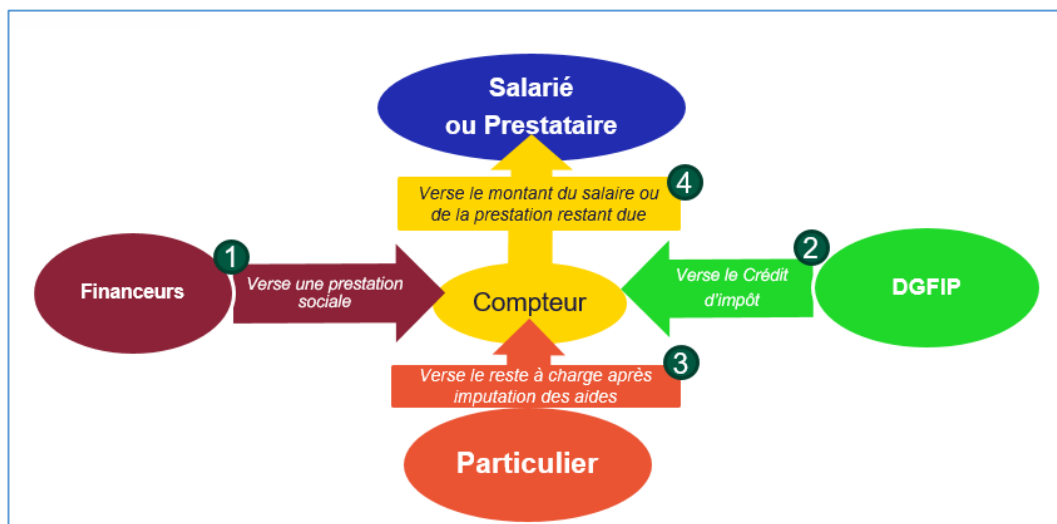 Salarié
ou Prestataire
4
Verse le montant du salaire ou
de la prestation restant due
1
Financeurs
Verse une prestation
sociale
Compteur
2
Verse le Crédit
d'impôt
DGFIP
3
Verse le reste à charge après
imputation des aides
Particulier